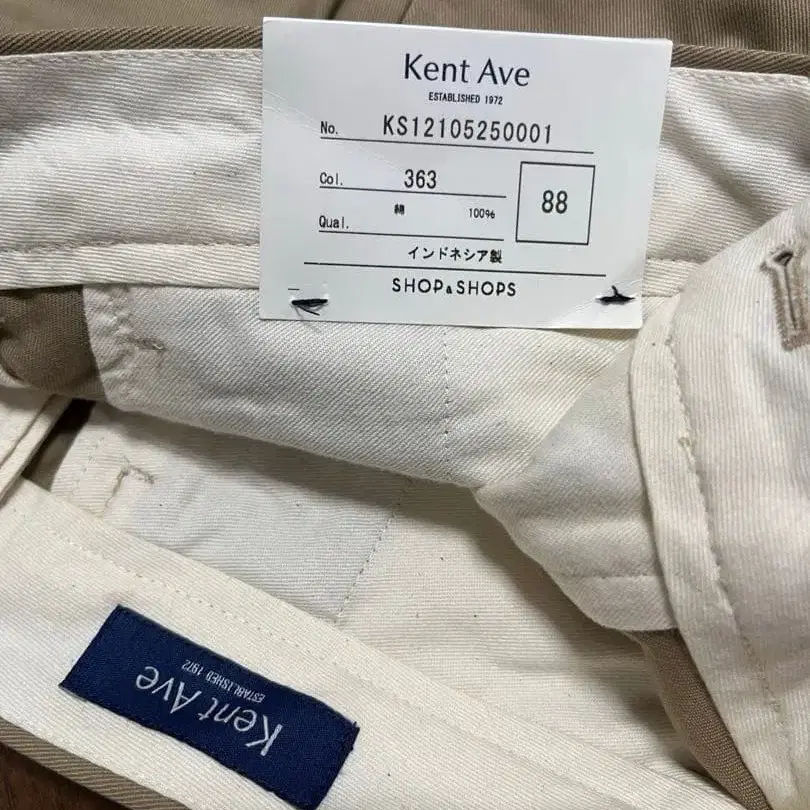 Kent Ave
ESTABLISHED 1972
No. KS12105250001
Col. 363
88
綿 100%
Qual.
インドネシア製
SHOP & SHOPS
Kent Ave
ESTABLISHED 1972